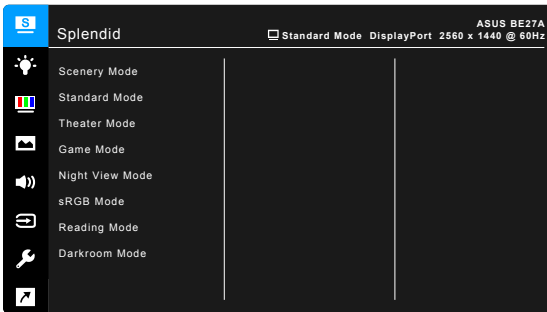 S
Splendid
ASUS BE27A
Standard Mode DisplayPort 2560 x 1440 @ 60Hz
Scenery Mode
Standard Mode
Theater Mode
Game Mode
Night View Mode
sRGB Mode
Reading Mode
Darkroom Mode